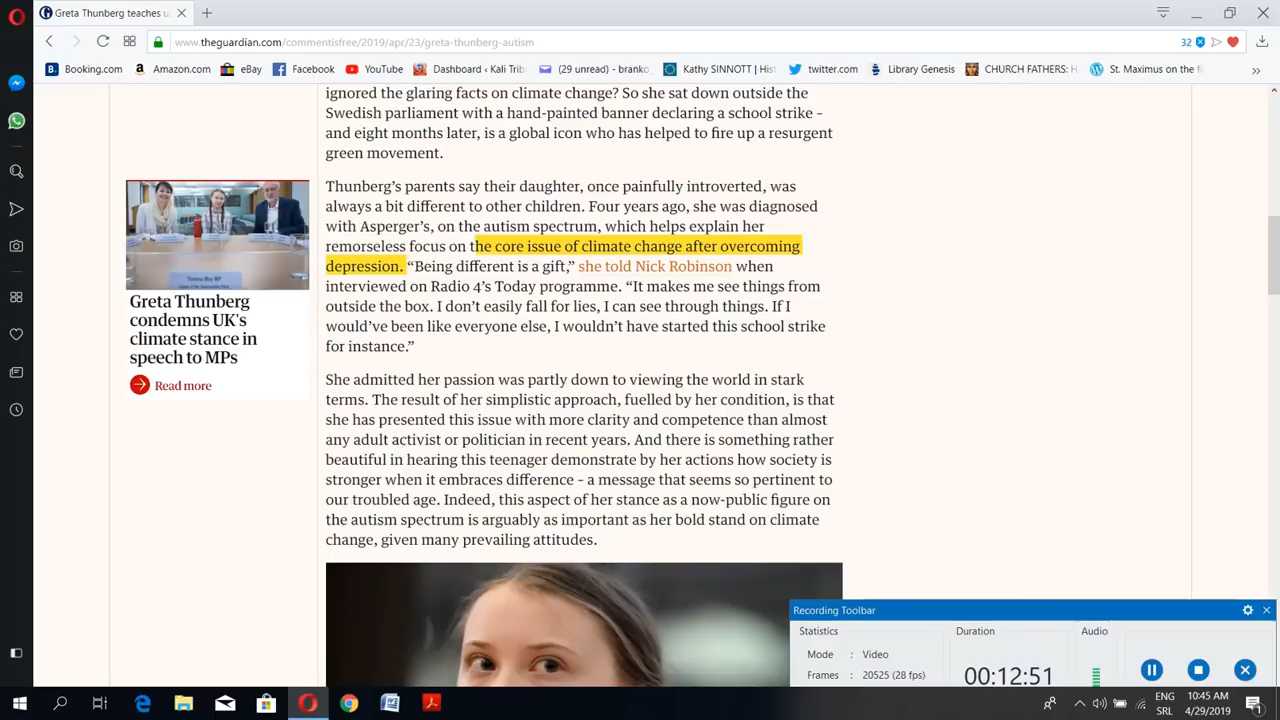 Greta Thunberg teaches u
www.theguardian.com/commentisfree/2019/apr/23/greta-thunberg-autism
32
Booking.com
Amazon.com
eBay
Facebook
YouTube
Dashboard ‹ Kali Trib
(29 unread) - branko
Kathy SINNOTT | Hist
twitter.com
Library Genesis
CHURCH FATHERS: H
St. Maximus on the f
»
ignored the glaring facts on climate change? So she sat down outside the
Swedish parliament with a hand-painted banner declaring a school strike –
and eight months later, is a global icon who has helped to fire up a resurgent
green movement.
Thunberg’s parents say their daughter, once painfully introverted, was
always a bit different to other children. Four years ago, she was diagnosed
with Asperger’s, on the autism spectrum, which helps explain her
remorseless focus on the core issue of climate change after overcoming
depression. “Being different is a gift,” she told Nick Robinson when
interviewed on Radio 4’s Today programme. “It makes me see things from
outside the box. I don’t easily fall for lies, I can see through things. If I
would’ve been like everyone else, I wouldn’t have started this school strike
for instance.”
She admitted her passion was partly down to viewing the world in stark
terms. The result of her simplistic approach, fuelled by her condition, is that
she has presented this issue with more clarity and competence than almost
any adult activist or politician in recent years. And there is something rather
beautiful in hearing this teenager demonstrate by her actions how society is
stronger when it embraces difference – a message that seems so pertinent to
our troubled age. Indeed, this aspect of her stance as a now-public figure on
the autism spectrum is arguably as important as her bold stand on climate
change, given many prevailing attitudes.
Theresa May MP
Greta Thunberg
condemns UK's
climate stance in
speech to MPs
Read more
Recording Toolbar
Statistics
Duration
Audio
Mode : Video
Frames : 20525 (28 fps)
00:12:51
ENG
SRL
10:45 AM
4/29/2019
1